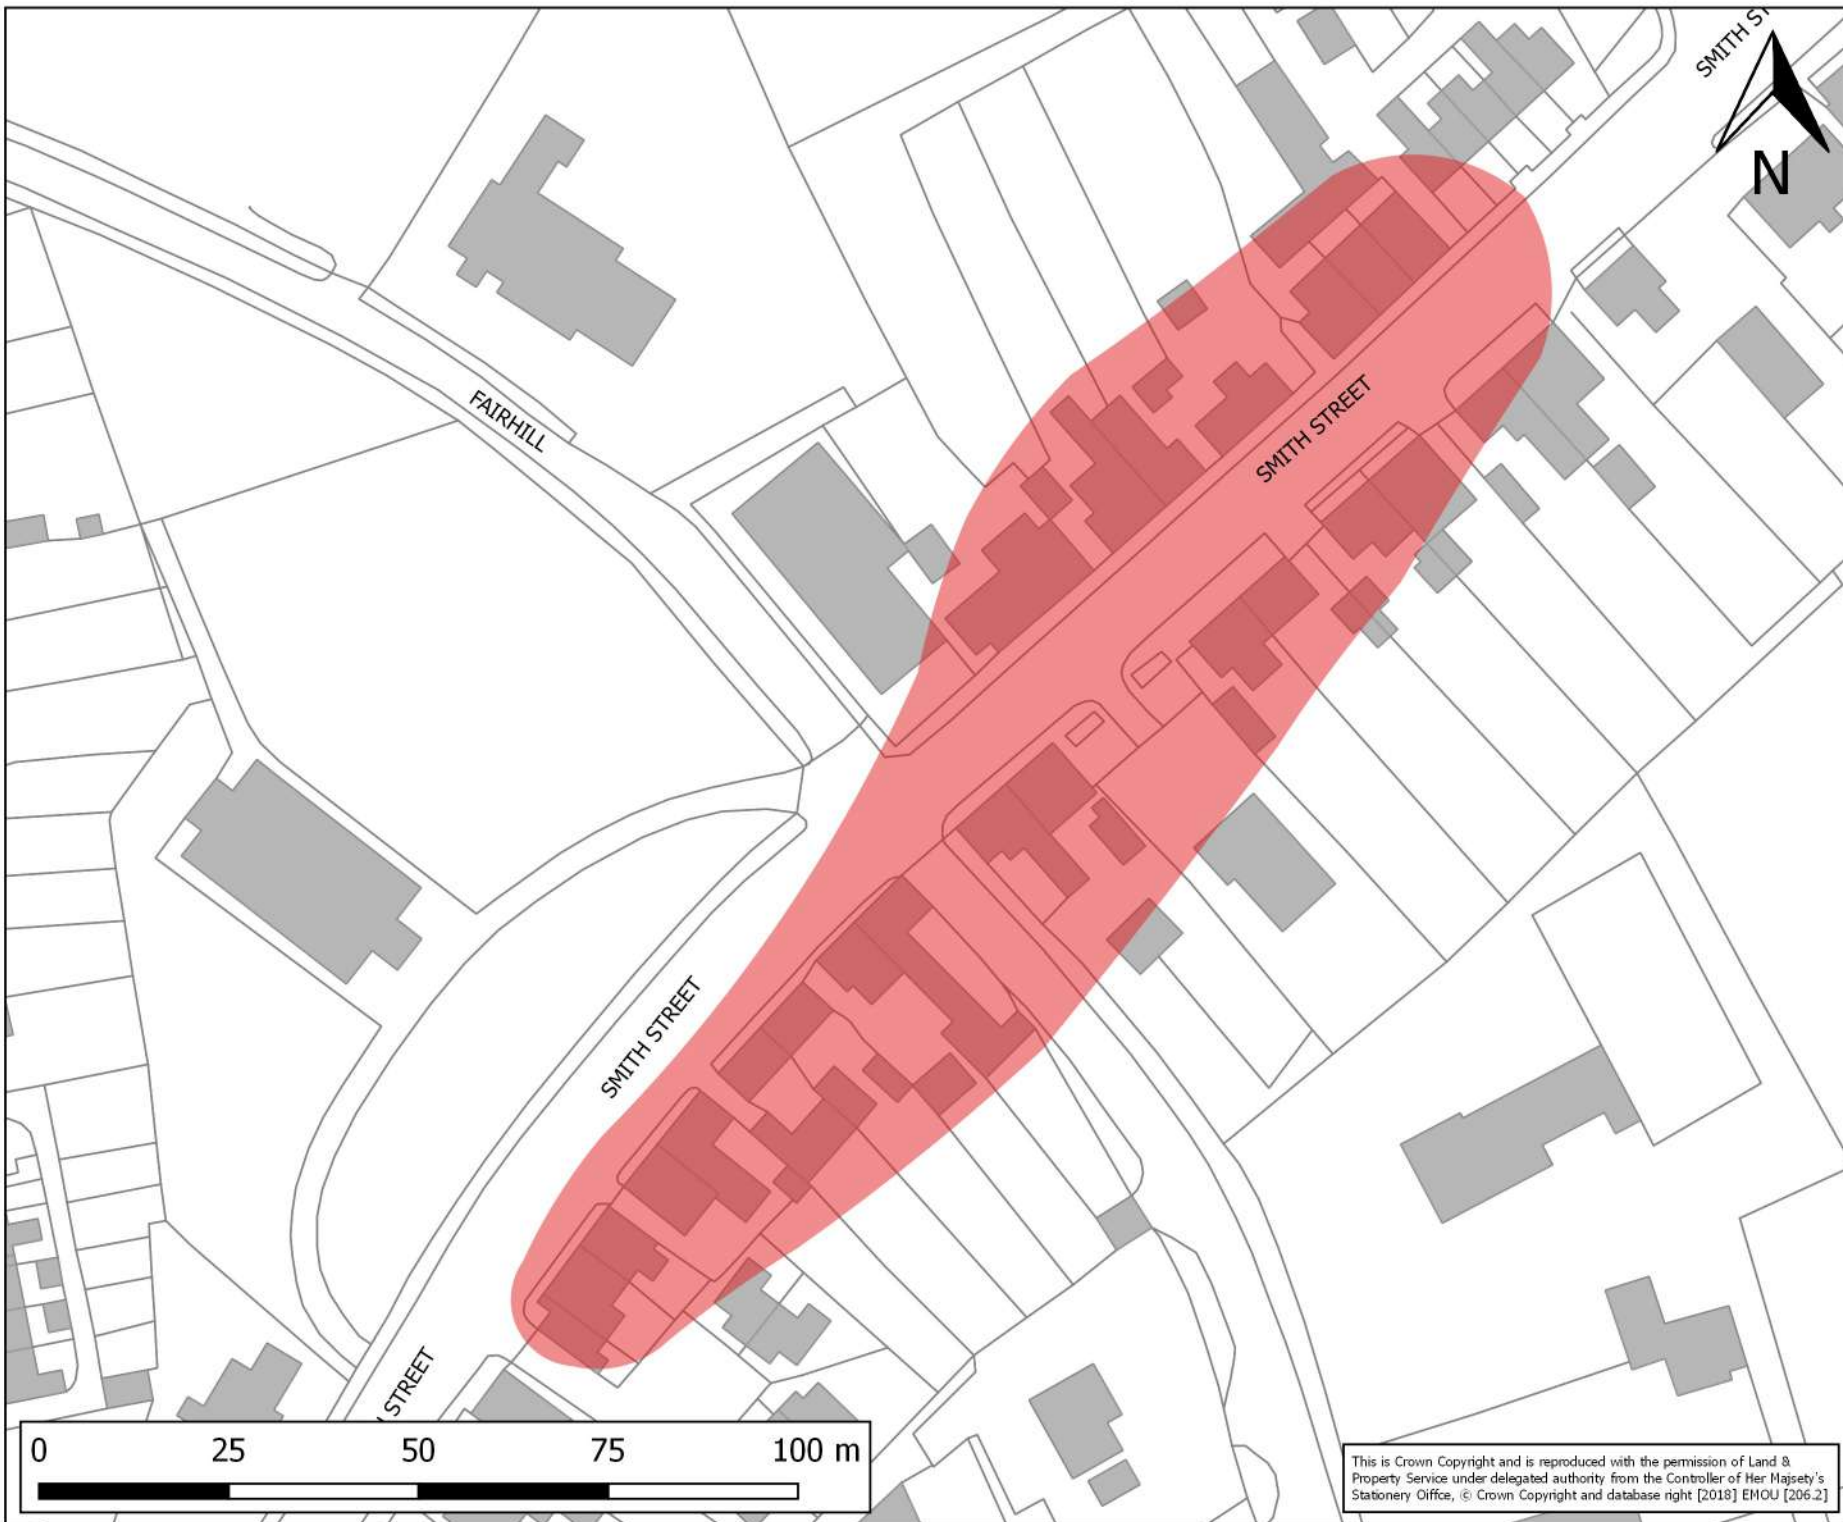 SMITH ST
N
FAIRHILL
SMITH STREET
SMITH STREET
STREET
0 25 50 75 100 m
This is Crown Copyright and is reproduced with the permission of Land &
Property Service under delegated authority from the Controller of Her Majsety's
Stationery Oiffce, © Crown Copyright and database right [2018] EMOU [206.2]